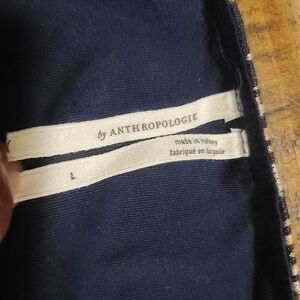 by ANTHROPOLOGIE
L
made in turkey
fabriqué en turquie